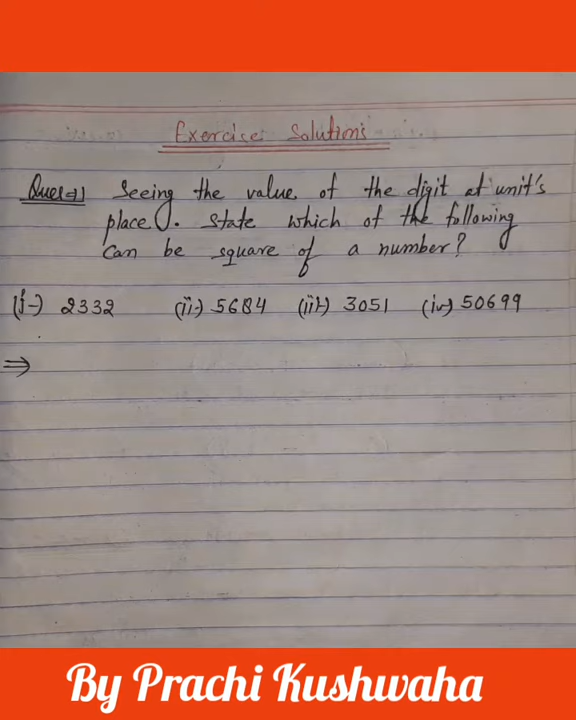 Exercise Solutions
Ques=1 Seeing the value of the digit at unit's
place. State which of the following
can be square of a number?
(i-) 2332 (ii-) 5684 (iii-) 3051 (iv-) 50699
⇒
By Prachi Kushwaha